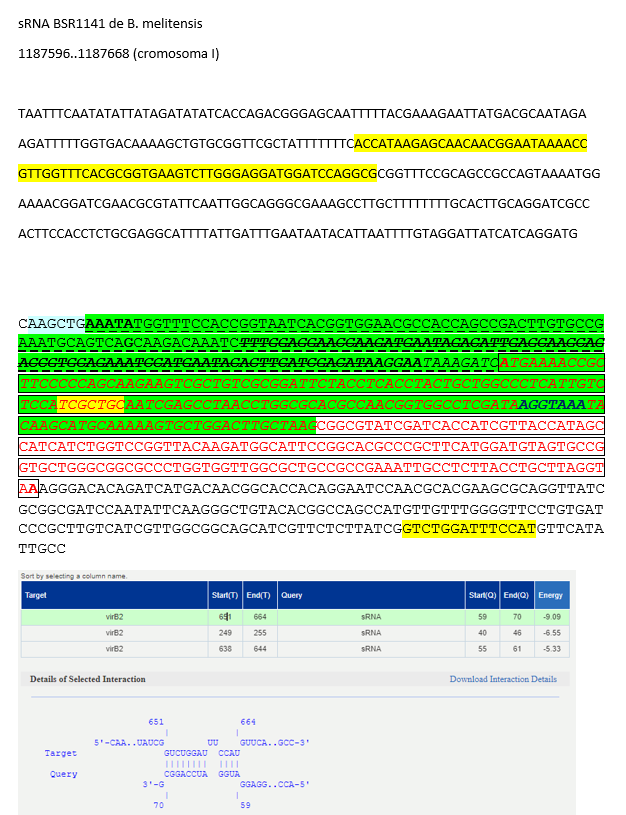 sRNA BSR1141 de B. melitensis
1187596..1187668 (cromosoma I)
TAATTTCAATATATTATAGATATATCACCAGACGGGAGCAATTTTTACGAAAGAATTATGACGCAATAGA
AGATTTTTGGTGACAAAAGCTGTGCGGTTCGCTATTTTTTTCACCATAAGAGCAACAACGGAATAAAACC
GTTGGTTTCACGCGGTGAAGTCTTGGGAGGATGGATCCAGGCGCGGTTTCCGCAGCCGCCAGTAAAATGG
AAAACGGATCGAACGCGTATTCAATTGGCAGGGCGAAAGCCTTGCTTTTTTTTGCACTTGCAGGATCGCC
ACTTCCACCTCTGCGAGGCATTTTATTGATTTGAATAATACATTAATTTTGTAGGATTATCATCAGGATG
CAAGCTGAAATATGGTTTCCACCGGTAATCACGGTGGAACGCCACCAGCCGACTTGTGCCG
AAATGCAGTCAGCAAGACAAATCTTTGGAGGAACCAAGATGAATAGACATTGAGGAACCAG
ACCCTGCAGAAATGCATGAATAGACTTGATCGAGATAAGGAATAAAGATCATGAAAACCGC
TTCCCCCAGCAAGAAGTCGCTGTCGCGGATTCTACCTCACCTACTGCTGGCCCTCATTGTC
TCCATCGCTGCAATCGAGCCTAACCTGGCGCACGCCAACGGTGGCCTCGATAAGGTAAATA
CAAGCATGCAAAAAGTGCTGGACTTGCTAAGCGGCGTATCGATCACCATCGTTACCATAGC
CATCATCTGGTCCGGTTACAAGATGGCATTCCGGCACGCCCGCTTCATGGATGTAGTGCCG
GTGCTGGGCGGCGCCCTGGTGGTTGGCGCTGCCGCCGAAATTGCCTCTTACCTGCTTAGGT
AAAGGGACACAGATCATGACAACGGCACCACAGGAATCCAACGCACGAAGCGCAGGTTATC
GCGGCGATCCAATATTCAAGGGCTGTACACGGCCAGCCATGTTGTTTGGGGTTCCTGTGAT
CCCGCTTGTCATCGTTGGCGGCAGCATCGTTCTCTTATCGGTCTGGATTTCCATGTTCATA
TTGCC
Sort by selecting a column name.
Target Start(T) End(T) Query Start(Q) End(Q) Energy
virB2 651 664 sRNA 59 70 -9.09
virB2 249 255 sRNA 40 46 -6.55
virB2 638 644 sRNA 55 61 -5.33
Details of Selected Interaction Download Interaction Details
651 664
5'-CAA..UAUCG UU GUUCA..GCC-3'
Target GUCUGGAU CCAU
Query CGGACCUA GGUA
3'-G GGAGG..CCA-5'
70 59